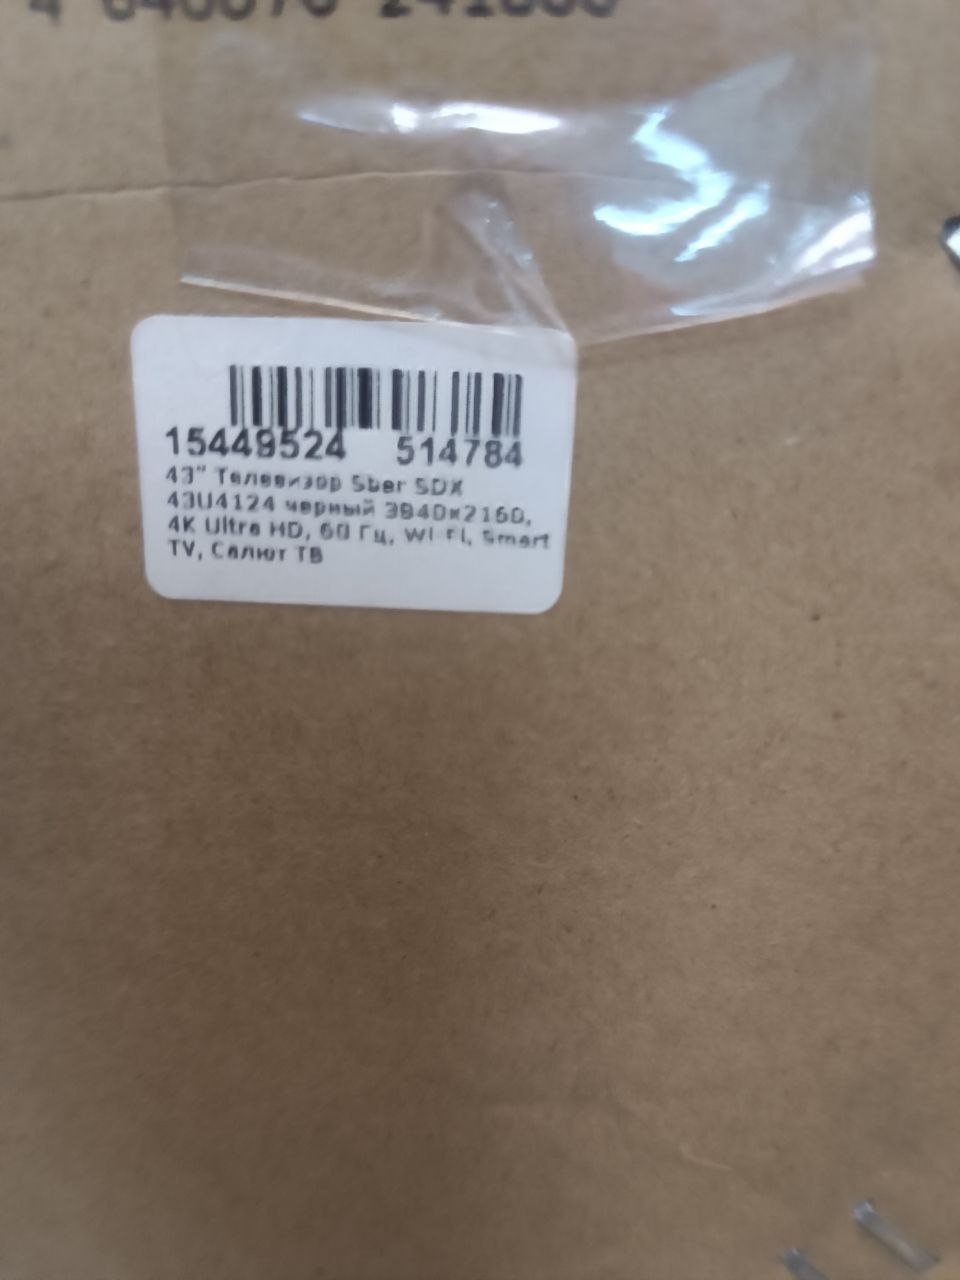 15449524 514784
43" Телевизор Sber SDX
43U4124 черный 3840x2160,
4K Ultra HD, 60 Гц, Wi-Fi, Smart
TV, Салют ТВ